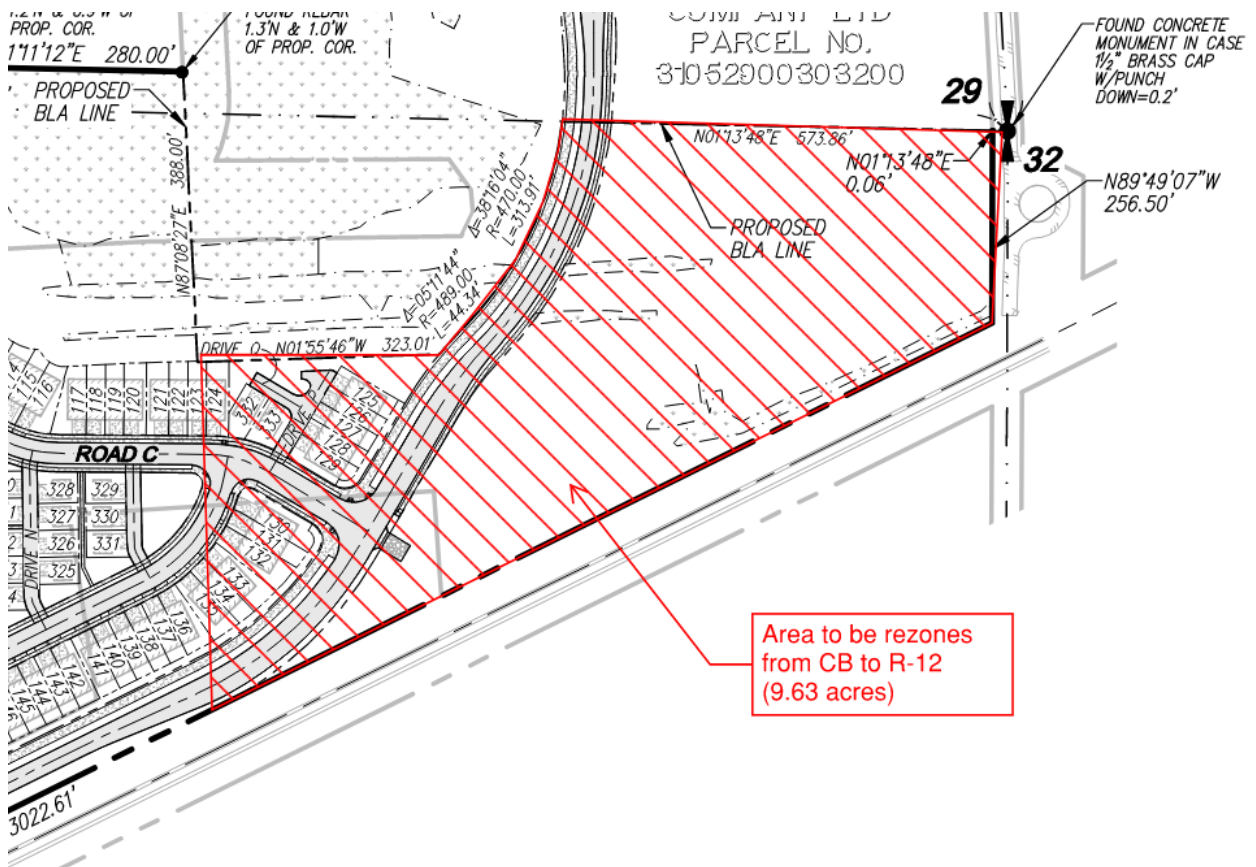 PROP. COR.
1°11'12"E 280.00'
FOUND REBAR
1.3'N & 1.0'W
OF PROP. COR.
PROPOSED
BLA LINE
N87°08'27"E 388.00'
COMPANY LTD
PARCEL NO.
31052900303200
29
32
FOUND CONCRETE
MONUMENT IN CASE
1½" BRASS CAP
W/PUNCH
DOWN=0.2'
N01°13'48"E 573.86'
N01°13'48"E
0.06'
N89°49'07"W
256.50'
PROPOSED
BLA LINE
Δ=38°16'04"
R=470.00
L=313.91
Δ=05°11'44"
R=489.00
L=44.34'
DRIVE O
N01°55'46"W 323.01'
115
116
117
118
119
120
121
122
123
124
332
333
DRIVE P
125
126
127
128
129
ROAD C
328
329
327
330
326
331
325
DRIVE N
130
131
132
133
134
135
136
137
138
139
140
141
142
143
144
145
Area to be rezones
from CB to R-12
(9.63 acres)
3022.61'